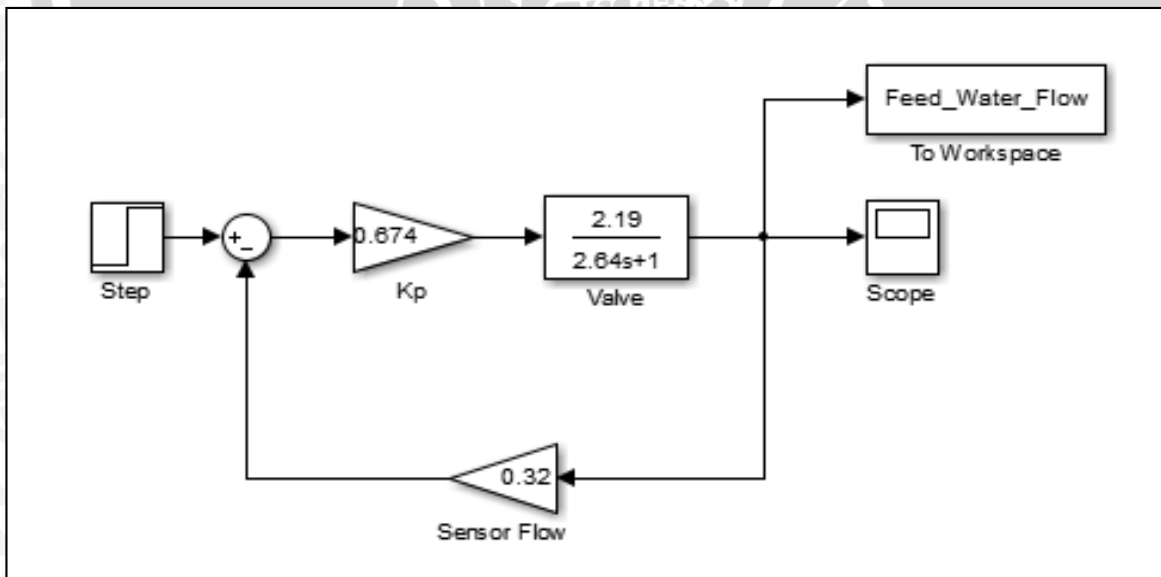 Feed_Water_Flow
To Workspace
+
-
0.674
2.19
2.64s+1
Step
Kp
Valve
Scope
0.32
Sensor Flow